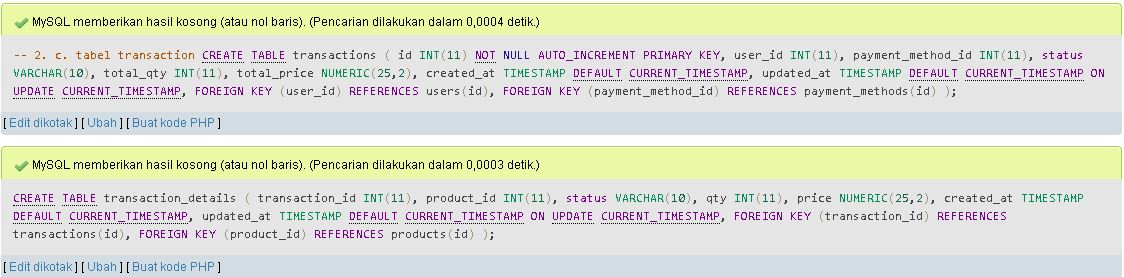 MySQL memberikan hasil kosong (atau nol baris). (Pencarian dilakukan dalam 0,0004 detik.)
-- 2. c. tabel transaction CREATE TABLE transactions ( id INT(11) NOT NULL AUTO_INCREMENT PRIMARY KEY, user_id INT(11), payment_method_id INT(11), status
VARCHAR(10), total_qty INT(11), total_price NUMERIC(25,2), created_at TIMESTAMP DEFAULT CURRENT_TIMESTAMP, updated_at TIMESTAMP DEFAULT CURRENT_TIMESTAMP ON
UPDATE CURRENT_TIMESTAMP, FOREIGN KEY (user_id) REFERENCES users(id), FOREIGN KEY (payment_method_id) REFERENCES payment_methods(id) );
[ Edit dikotak ] [ Ubah ] [ Buat kode PHP ]
MySQL memberikan hasil kosong (atau nol baris). (Pencarian dilakukan dalam 0,0003 detik.)
CREATE TABLE transaction_details ( transaction_id INT(11), product_id INT(11), status VARCHAR(10), qty INT(11), price NUMERIC(25,2), created_at TIMESTAMP
DEFAULT CURRENT_TIMESTAMP, updated_at TIMESTAMP DEFAULT CURRENT_TIMESTAMP ON UPDATE CURRENT_TIMESTAMP, FOREIGN KEY (transaction_id) REFERENCES
transactions(id), FOREIGN KEY (product_id) REFERENCES products(id) );
[ Edit dikotak ] [ Ubah ] [ Buat kode PHP ]